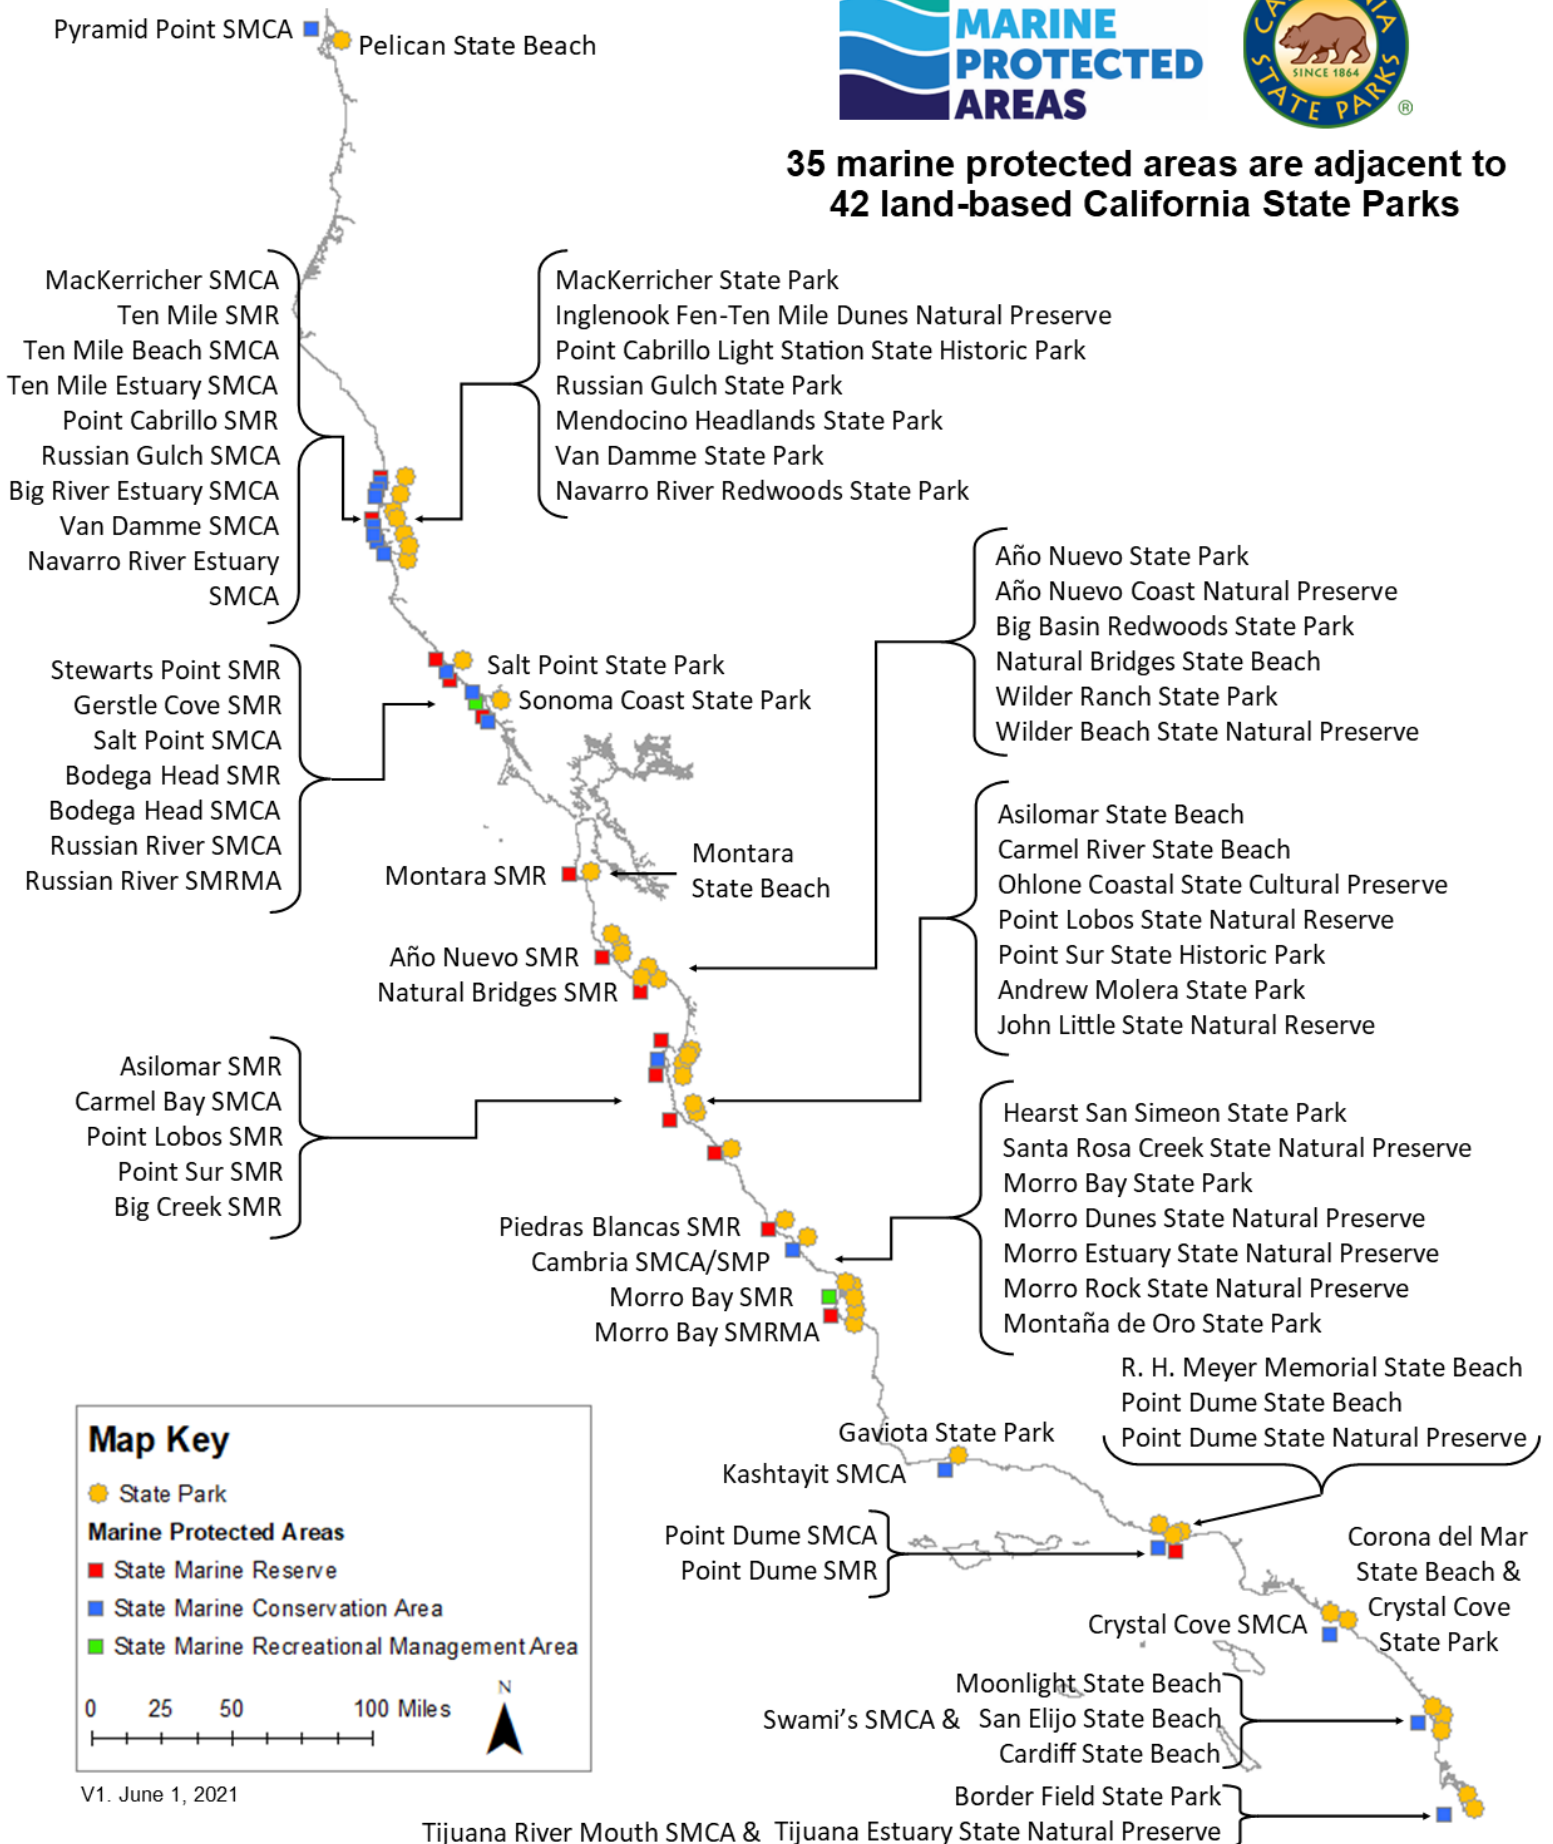 MARINE
PROTECTED
AREAS
SINCE 1864
STATE PARKS
®
35 marine protected areas are adjacent to
42 land-based California State Parks
Pyramid Point SMCA
Pelican State Beach
MacKerricher SMCA
Ten Mile SMR
Ten Mile Beach SMCA
Ten Mile Estuary SMCA
Point Cabrillo SMR
Russian Gulch SMCA
Big River Estuary SMCA
Van Damme SMCA
Navarro River Estuary
SMCA
MacKerricher State Park
Inglenook Fen-Ten Mile Dunes Natural Preserve
Point Cabrillo Light Station State Historic Park
Russian Gulch State Park
Mendocino Headlands State Park
Van Damme State Park
Navarro River Redwoods State Park
Stewarts Point SMR
Gerstle Cove SMR
Salt Point SMCA
Bodega Head SMR
Bodega Head SMCA
Russian River SMCA
Russian River SMRMA
Salt Point State Park
Sonoma Coast State Park
Año Nuevo State Park
Año Nuevo Coast Natural Preserve
Big Basin Redwoods State Park
Natural Bridges State Beach
Wilder Ranch State Park
Wilder Beach State Natural Preserve
Montara SMR
Montara
State Beach
Año Nuevo SMR
Natural Bridges SMR
Asilomar State Beach
Carmel River State Beach
Ohlone Coastal State Cultural Preserve
Point Lobos State Natural Reserve
Point Sur State Historic Park
Andrew Molera State Park
John Little State Natural Reserve
Asilomar SMR
Carmel Bay SMCA
Point Lobos SMR
Point Sur SMR
Big Creek SMR
Hearst San Simeon State Park
Santa Rosa Creek State Natural Preserve
Morro Bay State Park
Morro Dunes State Natural Preserve
Morro Estuary State Natural Preserve
Morro Rock State Natural Preserve
Montaña de Oro State Park
Piedras Blancas SMR
Cambria SMCA/SMP
Morro Bay SMR
Morro Bay SMRMA
R. H. Meyer Memorial State Beach
Point Dume State Beach
Point Dume State Natural Preserve
Gaviota State Park
Kashtayit SMCA
Point Dume SMCA
Point Dume SMR
Corona del Mar
State Beach &
Crystal Cove
State Park
Crystal Cove SMCA
Moonlight State Beach
Swami's SMCA & San Elijo State Beach
Cardiff State Beach
Border Field State Park
Tijuana River Mouth SMCA & Tijuana Estuary State Natural Preserve
Map Key
State Park
Marine Protected Areas
State Marine Reserve
State Marine Conservation Area
State Marine Recreational Management Area
0 25 50 100 Miles
N
V1. June 1, 2021